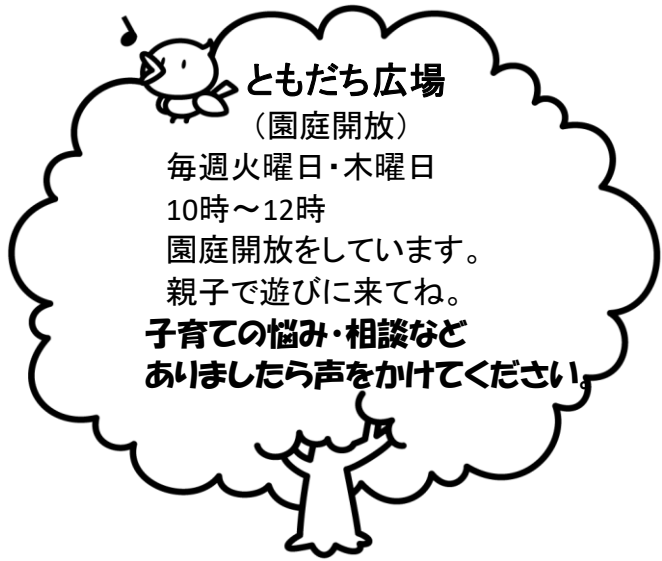 ともだち広場
（園庭開放）
毎週火曜日・木曜日
10時～12時
園庭開放をしています。
親子で遊びに来てね。
子育ての悩み・相談など
ありましたら声をかけてください。